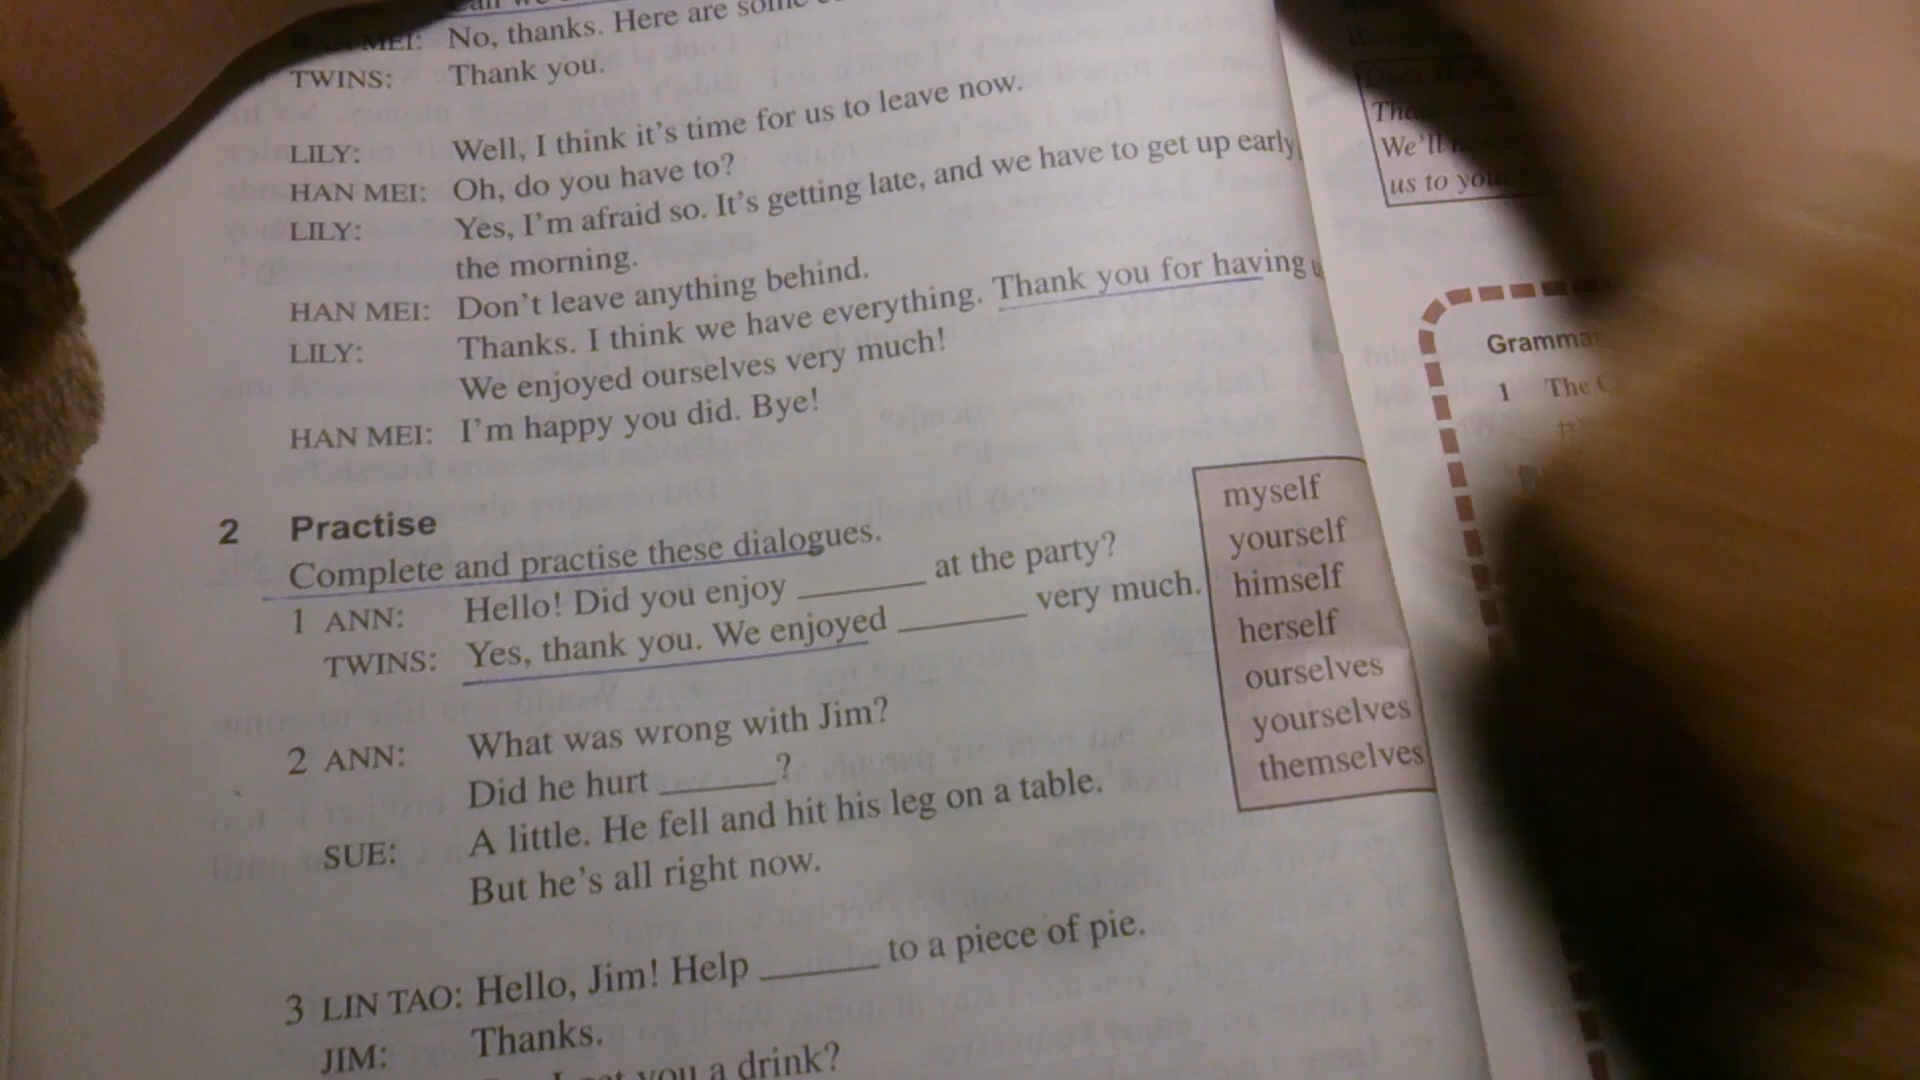 HAN MEI: No, thanks. Here are some
TWINS: Thank you.
LILY: Well, I think it's time for us to leave now.
HAN MEI: Oh, do you have to?
LILY: Yes, I'm afraid so. It's getting late, and we have to get up early
the morning.
HAN MEI: Don't leave anything behind.
LILY: Thanks. I think we have everything. Thank you for having
We enjoyed ourselves very much!
HAN MEI: I'm happy you did. Bye!
2 Practise
Complete and practise these dialogues.
1 ANN: Hello! Did you enjoy ______ at the party?
TWINS: Yes, thank you. We enjoyed ______ very much.
2 ANN: What was wrong with Jim?
Did he hurt ______?
SUE: A little. He fell and hit his leg on a table.
But he's all right now.
3 LIN TAO: Hello, Jim! Help ______ to a piece of pie.
JIM: Thanks.
you a drink?
myself
yourself
himself
herself
ourselves
yourselves
themselves
We'll
us to
Grammar
1 The